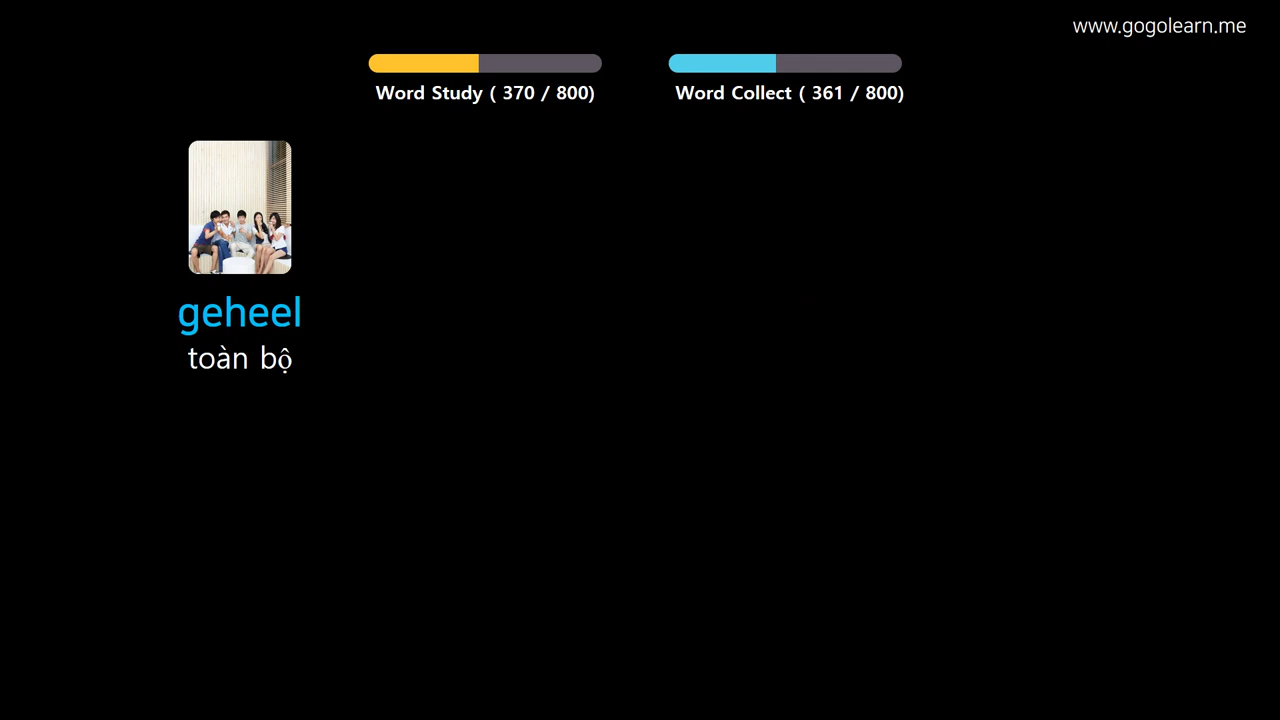 www.gogolearn.me
Word Study ( 370 / 800)
Word Collect ( 361 / 800)
geheel
toàn bộ